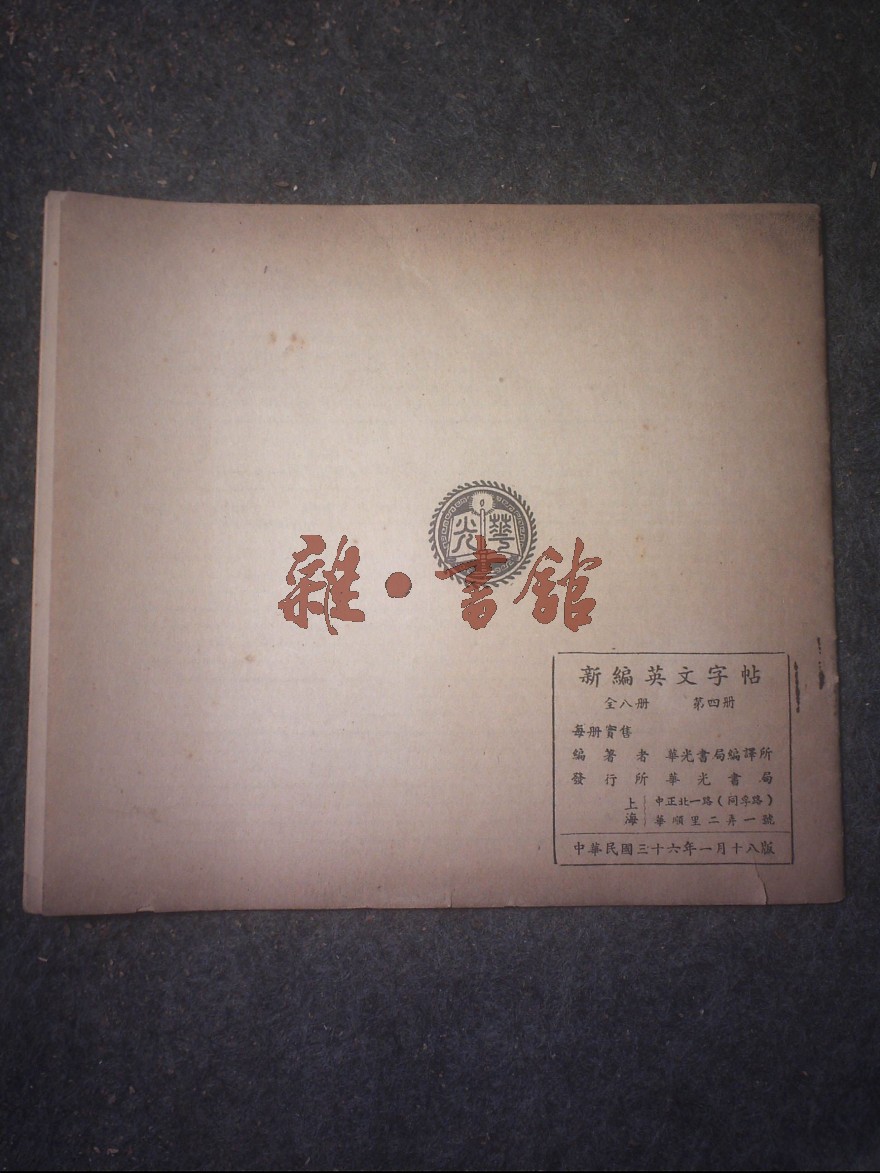 光華
雜·書館
新編英文字帖
全八册 第四册
每册實售
編著者 華光書局編譯所
發行所 華光書局
上海 中正北一路(同孚路)
華順里二弄一號
中華民國三十六年一月十八版